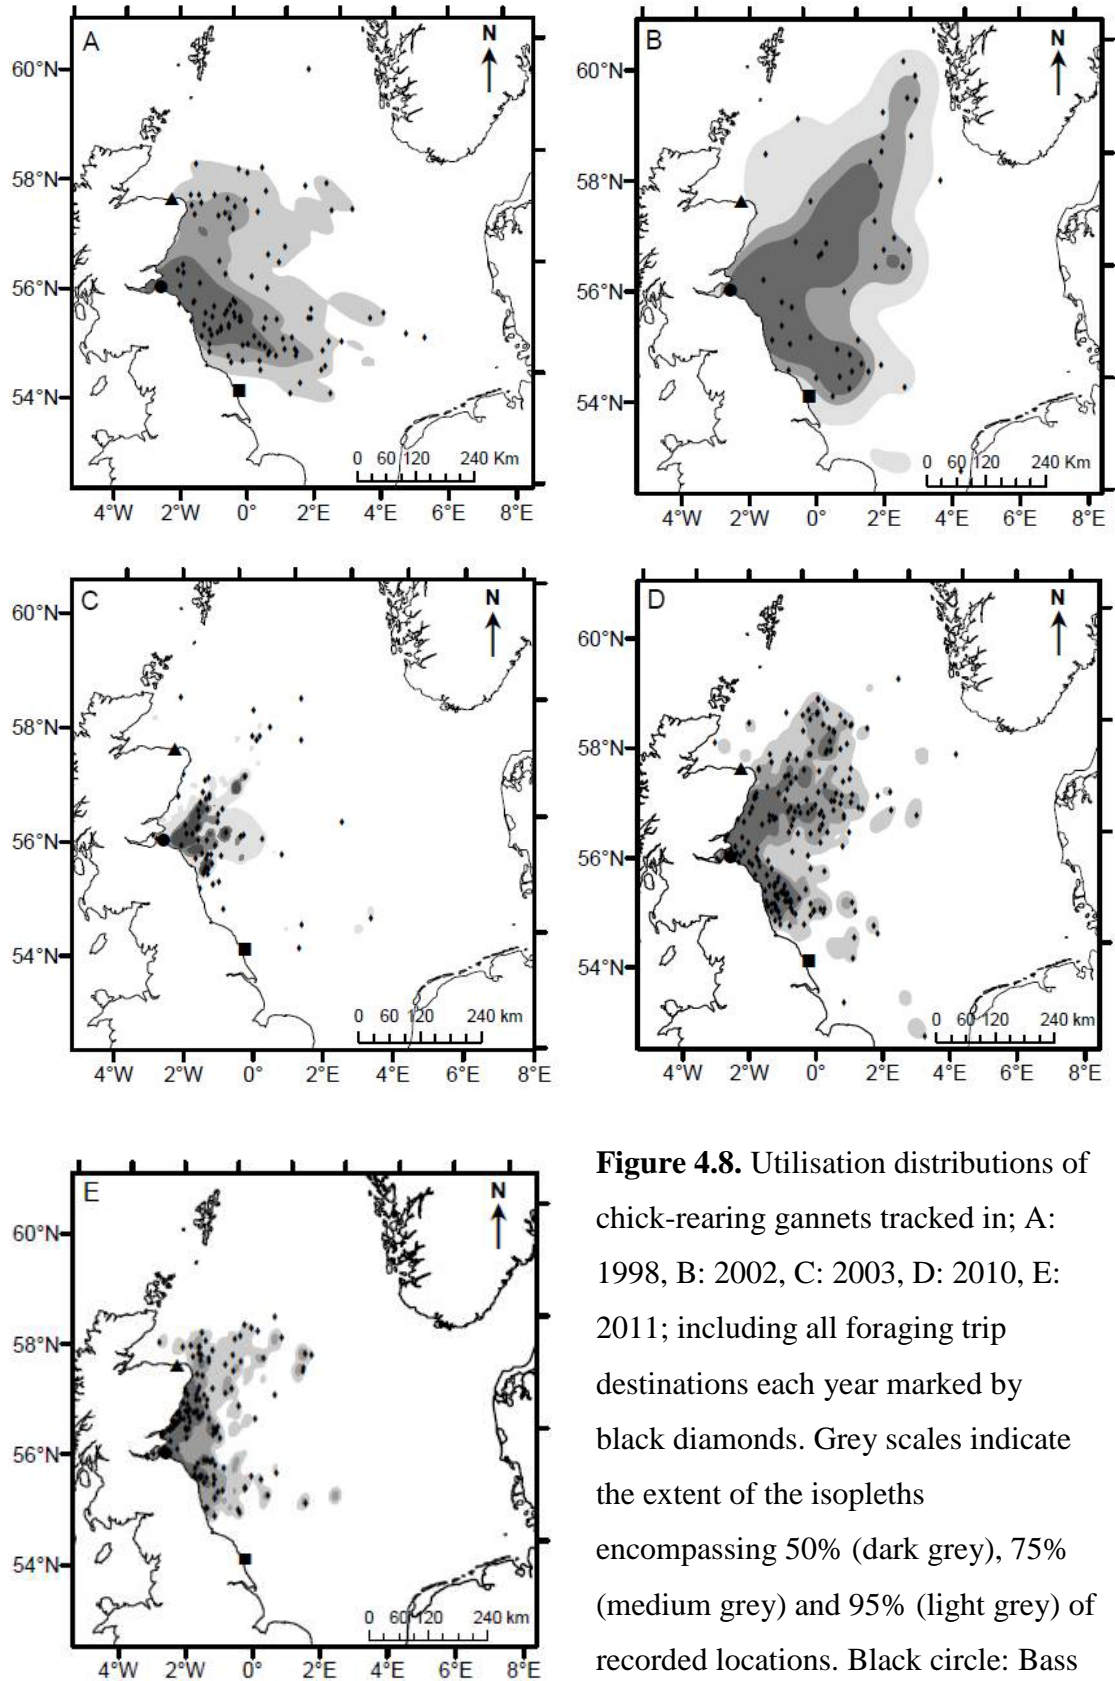 A
N
60°N
58°N
56°N
54°N
0 60 120 240 Km
4°W 2°W 0° 2°E 4°E 6°E 8°E
B
N
60°N
58°N
56°N
54°N
0 60 120 240 Km
4°W 2°W 0° 2°E 4°E 6°E 8°E
C
N
60°N
58°N
56°N
54°N
0 60 120 240 km
4°W 2°W 0° 2°E 4°E 6°E 8°E
D
N
60°N
58°N
56°N
54°N
0 60 120 240 km
4°W 2°W 0° 2°E 4°E 6°E 8°E
E
N
60°N
58°N
56°N
54°N
0 60 120 240 km
4°W 2°W 0° 2°E 4°E 6°E 8°E
Figure 4.8. Utilisation distributions of
chick-rearing gannets tracked in; A:
1998, B: 2002, C: 2003, D: 2010, E:
2011; including all foraging trip
destinations each year marked by
black diamonds. Grey scales indicate
the extent of the isopleths
encompassing 50% (dark grey), 75%
(medium grey) and 95% (light grey) of
recorded locations. Black circle: Bass